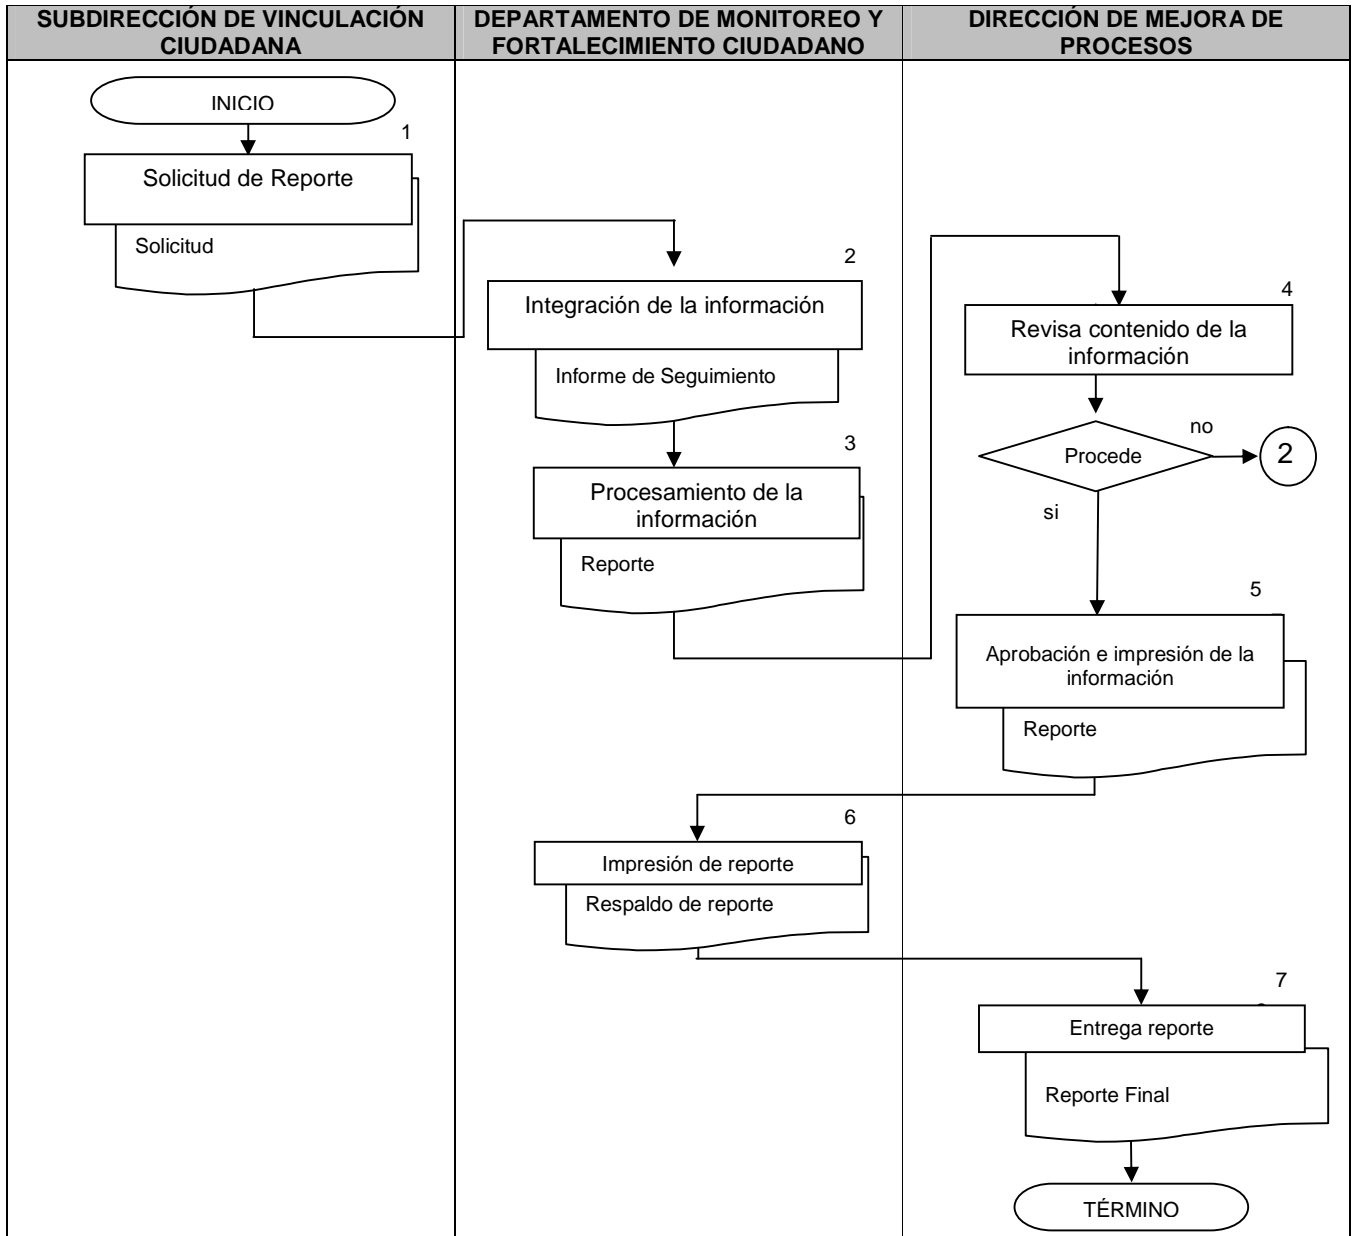 SUBDIRECCIÓN DE VINCULACIÓN
CIUDADANA
DEPARTAMENTO DE MONITOREO Y
FORTALECIMIENTO CIUDADANO
DIRECCIÓN DE MEJORA DE
PROCESOS
INICIO
1
Solicitud de Reporte
Solicitud
2
Integración de la información
Informe de Seguimiento
3
Procesamiento de la
información
Reporte
4
Revisa contenido de la
información
Procede
no
2
si
5
Aprobación e impresión de la
información
Reporte
6
Impresión de reporte
Respaldo de reporte
7
Entrega reporte
Reporte Final
TÉRMINO